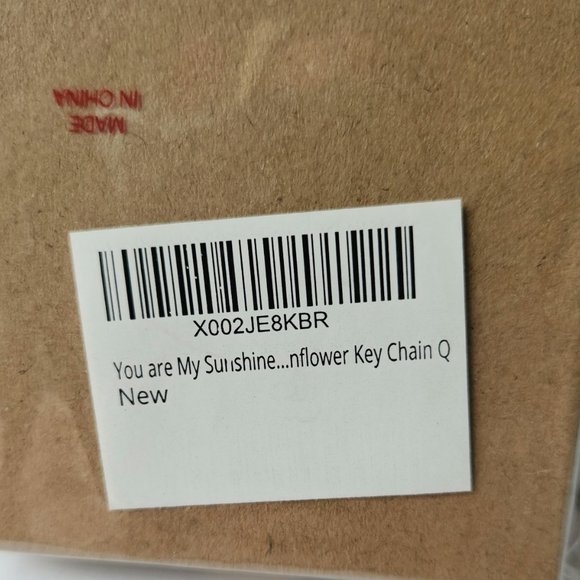 MADE
IN CHINA
X002JE8KBR
You are My Sunshine...nflower Key Chain Q
New